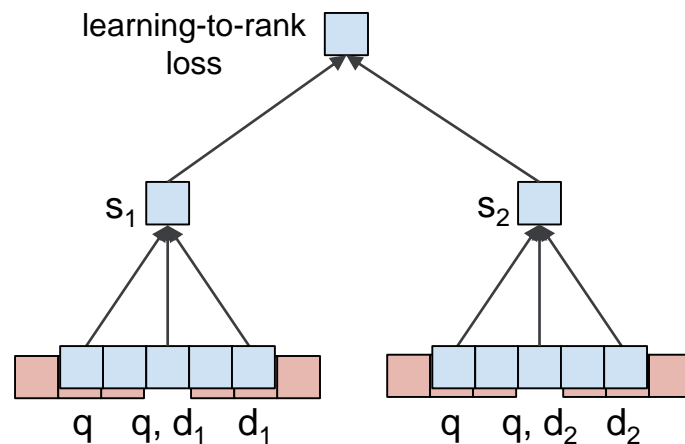 learning-to-rank
loss
s₁
s₂
q q, d₁ d₁
q q, d₂ d₂